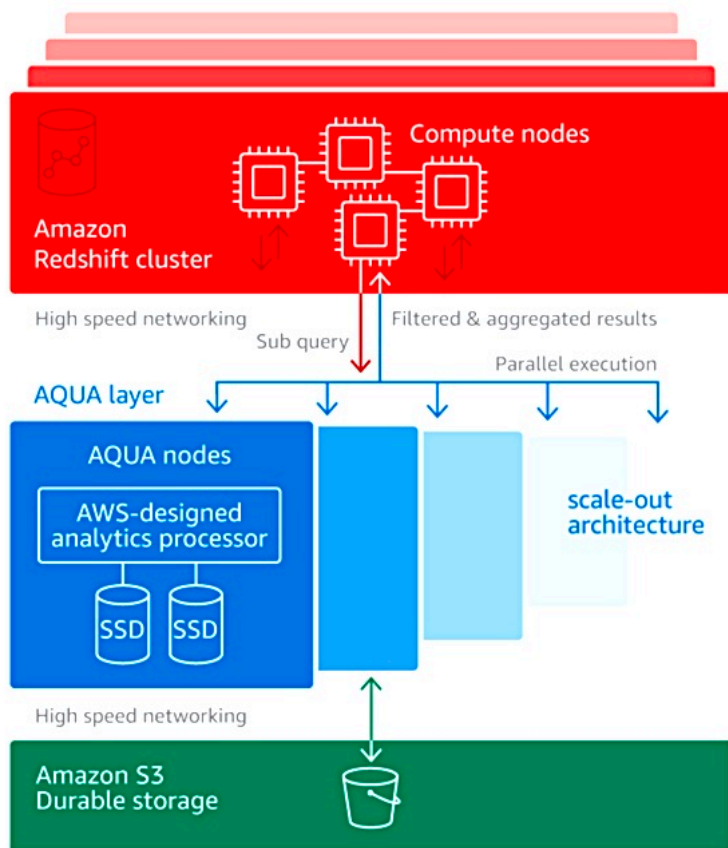 Compute nodes
Amazon
Redshift cluster
High speed networking
Filtered & aggregated results
Sub query
Parallel execution
AQUA layer
AQUA nodes
AWS-designed
analytics processor
SSD
SSD
scale-out
architecture
High speed networking
Amazon S3
Durable storage